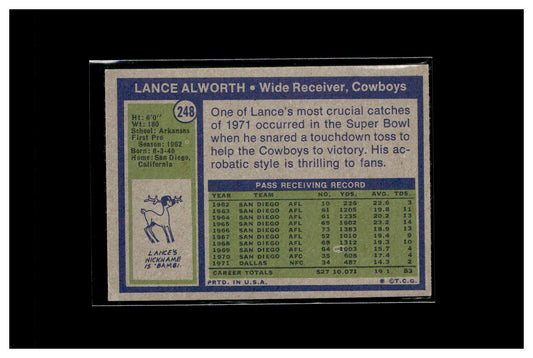 LANCE ALWORTH • Wide Receiver, Cowboys
248
Ht: 6'0"
Wt: 180
School: Arkansas
First Pro
Season: 1962
Born: 8-3-40
Home: San Diego,
California
One of Lance's most crucial catches
of 1971 occurred in the Super Bowl
when he snared a touchdown toss to
help the Cowboys to victory. His ac-
robatic style is thrilling to fans.
LANCE'S
NICKNAME
IS 'BAMBI.'
PASS RECEIVING RECORD
YEAR TEAM NO. YDS. AVG. TDS.
1962 SAN DIEGO AFL 10 226 22.6 3
1963 SAN DIEGO AFL 61 1205 19.8 11
1964 SAN DIEGO AFL 61 1235 20.2 13
1965 SAN DIEGO AFL 69 1602 23.2 14
1966 SAN DIEGO AFL 73 1383 18.9 13
1967 SAN DIEGO AFL 52 1010 19.4 9
1968 SAN DIEGO AFL 68 1312 19.3 10
1969 SAN DIEGO AFL 64 1003 15.7 4
1970 SAN DIEGO AFC 35 608 17.4 4
1971 DALLAS NFC 34 487 14.3 2
CAREER TOTALS 527 10,071 19.1 83
PRTD. IN U.S.A.
© T.C.G.